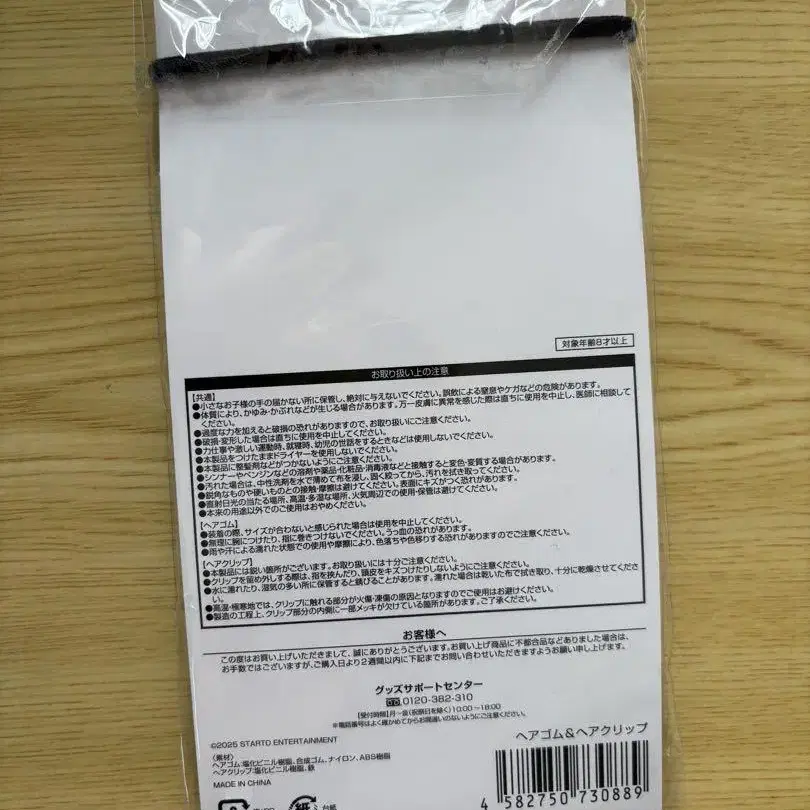 対象年齢8才以上
お取り扱い上の注意
【共通】
●小さなお子様の手の届かない所に保管し、絶対に与えないでください。誤飲による窒息やケガなどの危険があります。
●体質により、かゆみ・かぶれなどが生じる場合があります。万一皮膚に異常を感じた際は直ちに使用を中止し、医師に相談して
ください。
●過度な力を加えると破損の恐れがありますので、お取り扱いにご注意ください。
●破損・変形した場合は直ちに使用を中止してください。
●力仕事や激しい運動時、就寝時、幼児の世話をするときなどは使用しないでください。
●本製品をつけたままドライヤーを使用しないでください。
●本製品に整髪剤などがつかないようにご注意ください。
●シンナーやベンジンなどの溶剤や薬品・化粧品・消毒液などと接触すると変色・変質する場合があります。
●汚れた場合は、中性洗剤を水で薄めて布を浸し、固く絞ってから、汚れを拭き取ってください。
●鋭角なものや硬いものとの接触・摩擦は避けてください。表面にキズがつく恐れがあります。
●直射日光の当たる場所、高温・多湿な場所、火気周辺での使用・保管は避けてください。
●本来の用途以外でのご使用はおやめください。
【ヘアゴム】
●装着の際、サイズが合わないと感じられた場合は使用を中止してください。
●無理に腕につけたり、指に巻きつけないでください。うっ血の恐れがあります。
●雨や汗による濡れた状態での使用や摩擦により、色落ちや色移りする恐れがありますのでご注意ください。
【ヘアクリップ】
●本製品には鋭い箇所がございます。お取り扱いには十分ご注意ください。
●クリップを留め外しする際は、指を挟んだり、頭皮をキズつけたりしないようにご注意ください。
●水に濡れたり、湿気の多い所に保管すると錆びることがあります。濡れた場合は乾いた布で拭き取り、十分に乾燥させてくださ
い。
●高温・極寒地では、クリップに触れる部分が火傷・凍傷の原因となりますのでご使用はお避けください。
●製造の工程上、クリップ部分の内側に一部メッキが欠けている箇所があります。ご了承ください。
お客様へ
この度はお買い上げいただきまして、誠にありがとうございます。お買い上げ商品に不都合品などありました場合は、
お手数ではございますが、ご購入日より2週間以内に下記までお問い合わせいただきますようお願い申し上げます。
グッズサポートセンター
0120-382-310
【受付時間】月～金(祝祭日を除く)10:00～18:00
※電話番号はよく確かめてからお間違いのないようにご注意ください。
©2025 STARTO ENTERTAINMENT
ヘアゴム&ヘアクリップ
〈素材〉
ヘアゴム:塩化ビニル樹脂、合成ゴム、ナイロン、ABS樹脂
ヘアクリップ:塩化ビニル樹脂、鉄
MADE IN CHINA
4 582750 730889
紙 台紙